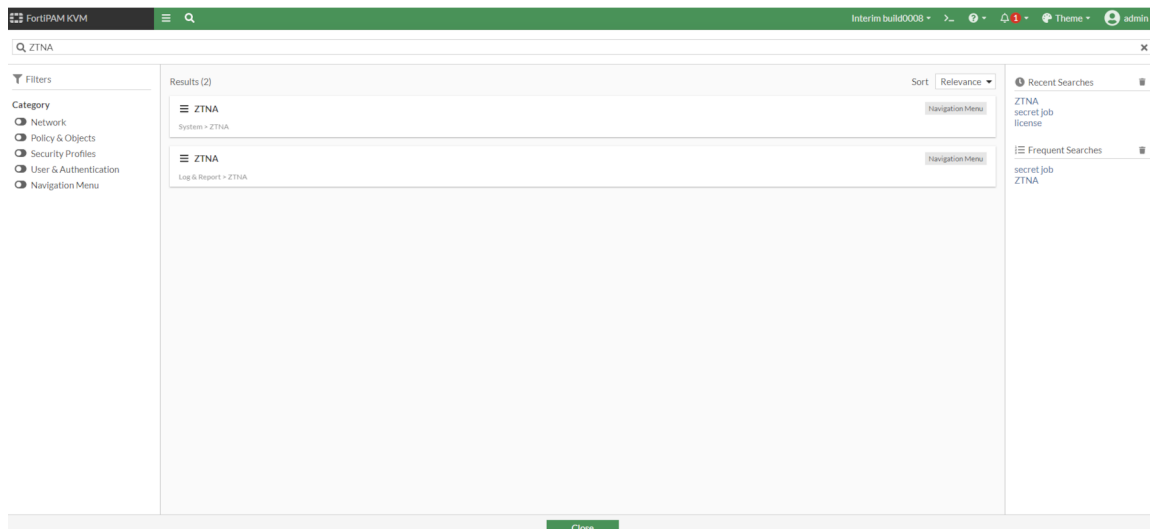 FortiPAM KVM
Interim build0008
>_
1
Theme
admin
ZTNA
Filters
Category
Network
Policy & Objects
Security Profiles
User & Authentication
Navigation Menu
Results (2)
Sort Relevance
ZTNA
Navigation Menu
System > ZTNA
ZTNA
Navigation Menu
Log & Report > ZTNA
Recent Searches
ZTNA
secret job
license
Frequent Searches
secret job
ZTNA
Close